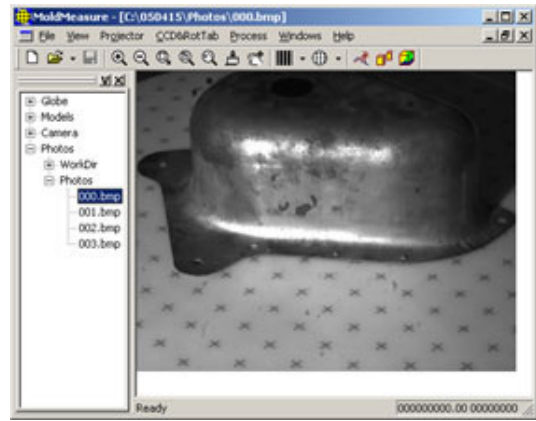 MoldMeasure - [C:\050415\Photos\000.bmp]
File View Projector CCD&RotTab Process Windows Help
Globe
Models
Camera
Photos
WorkDir
Photos
000.bmp
001.bmp
002.bmp
003.bmp
Ready
000000000.00 00000000